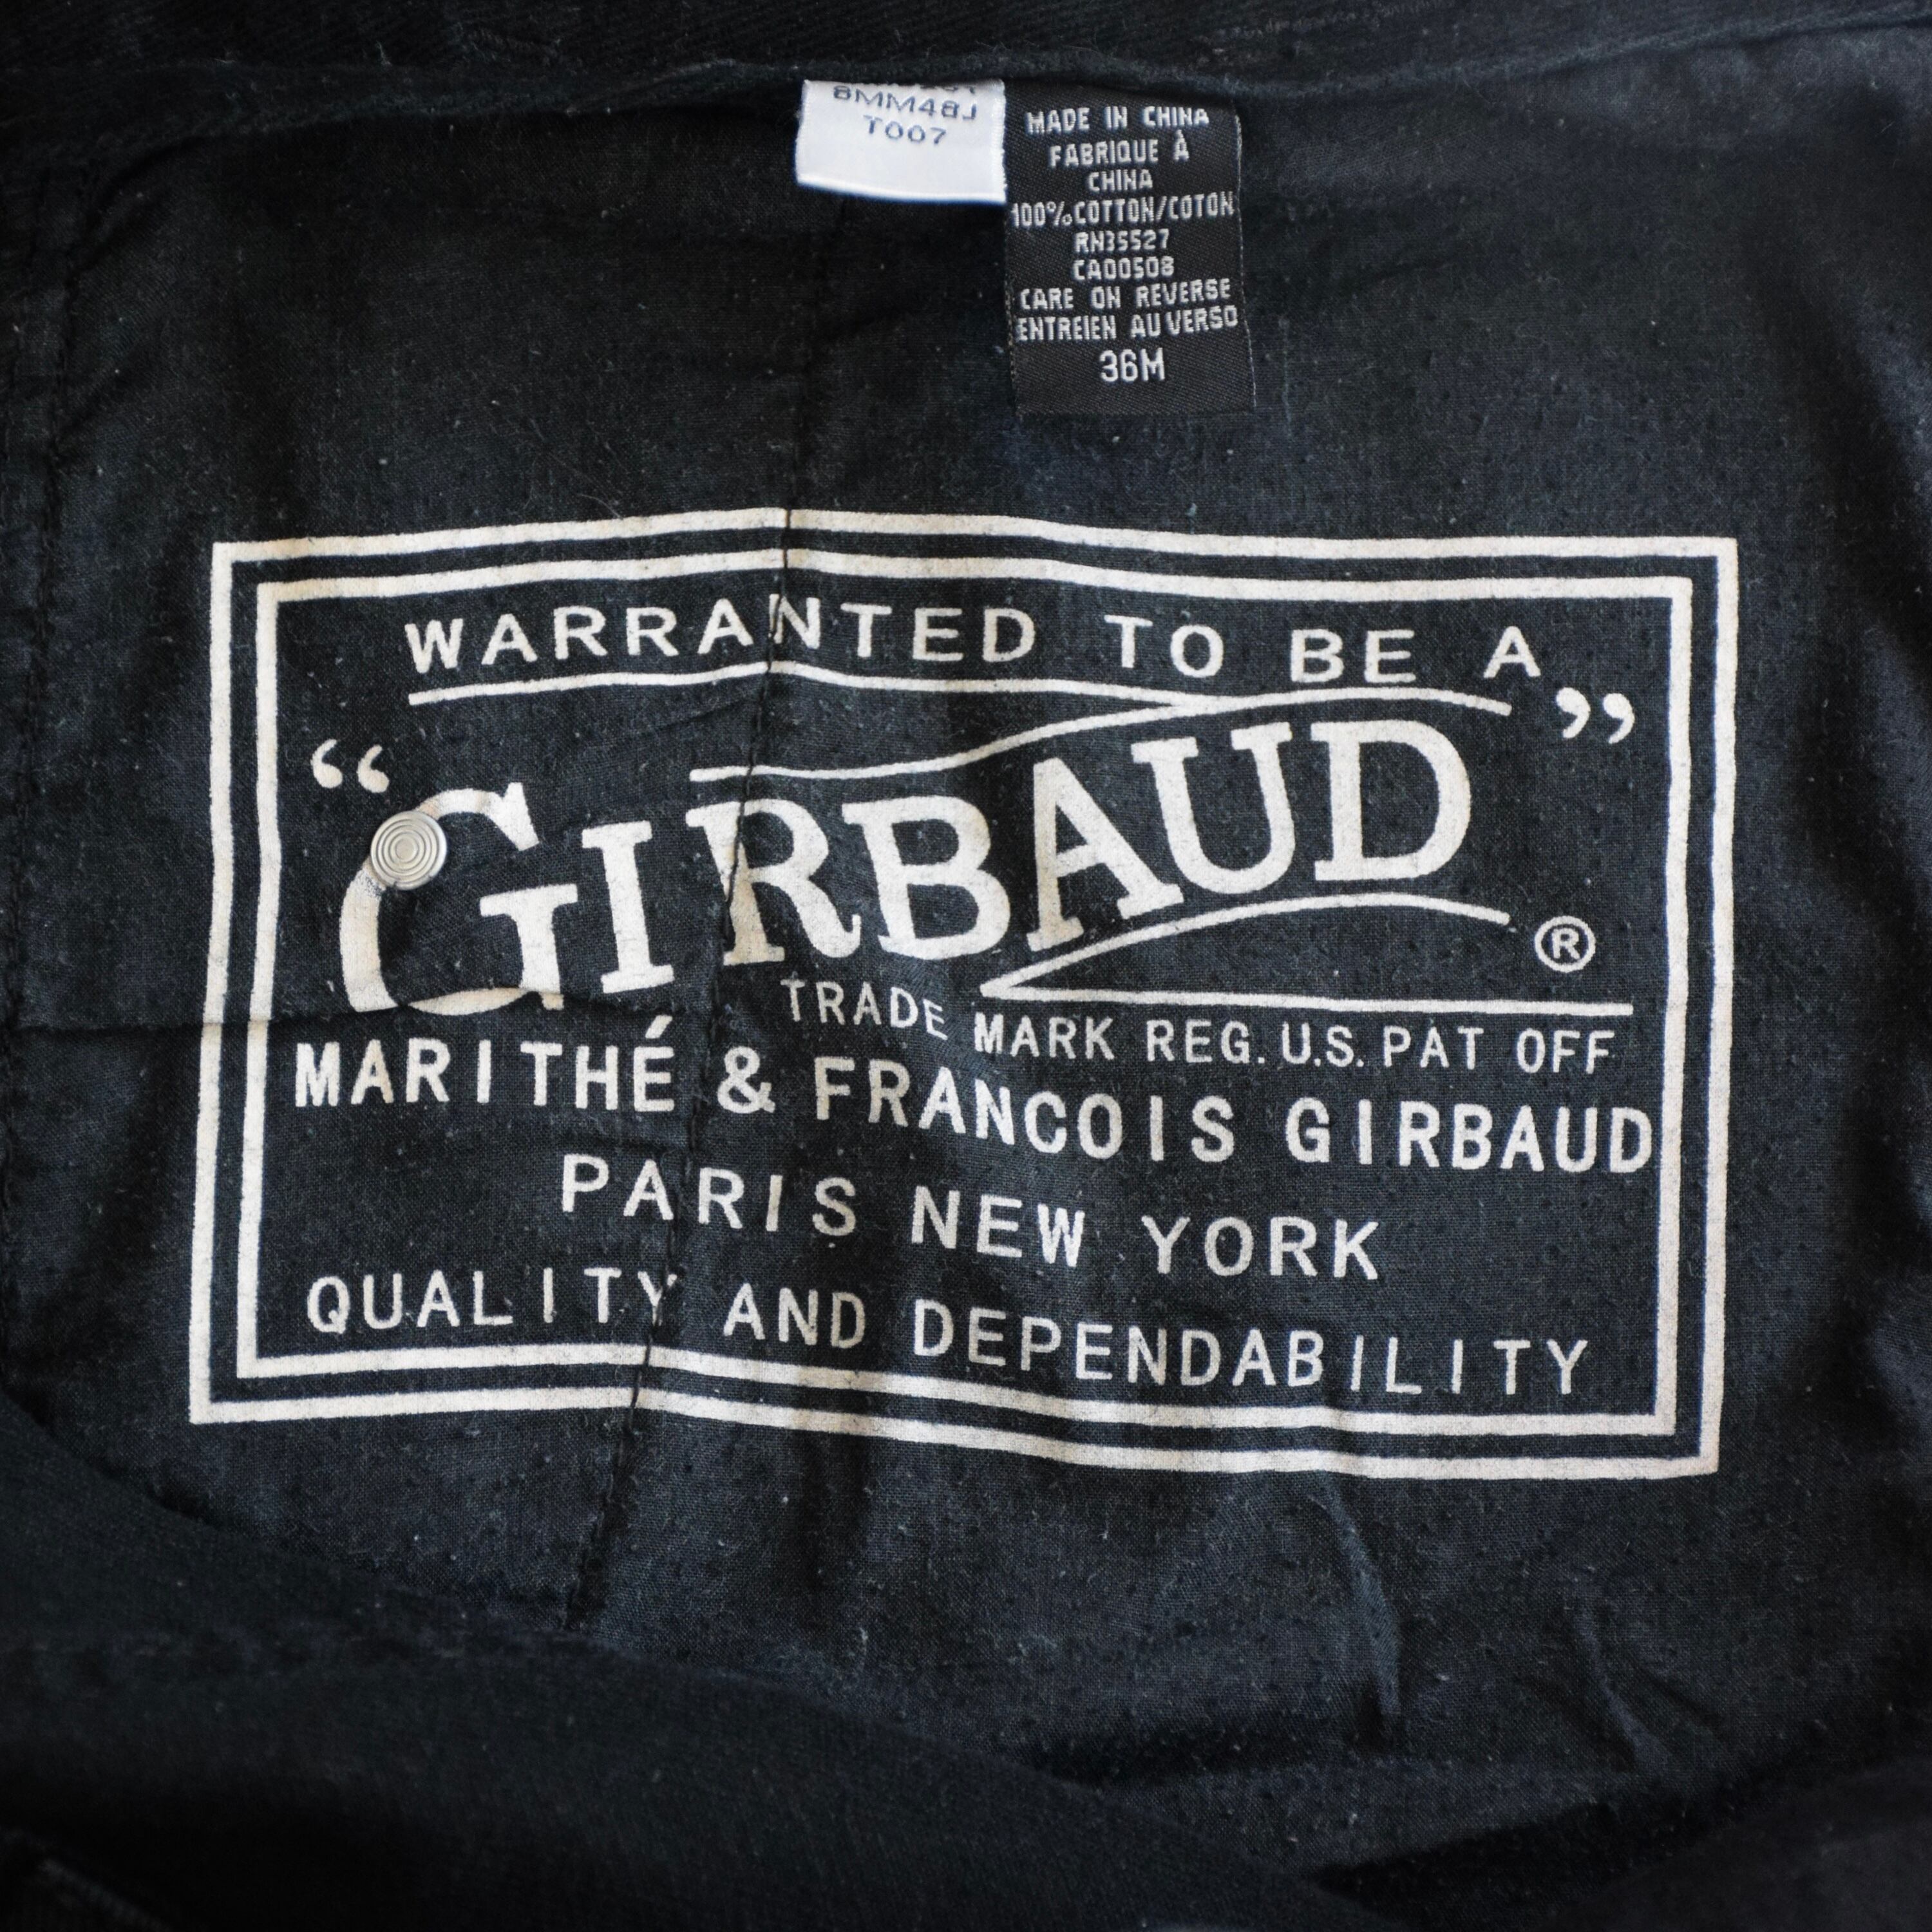 8MM48J
T007
MADE IN CHINA
FABRIQUE À
CHINA
100% COTTON/COTON
RN35527
CA00508
CARE ON REVERSE
ENTREIEN AU VERSO
36M
WARRANTED TO BE A
“GIRBAUD”®
TRADE MARK REG. U.S. PAT OFF
MARITHÉ & FRANCOIS GIRBAUD
PARIS NEW YORK
QUALITY AND DEPENDABILITY